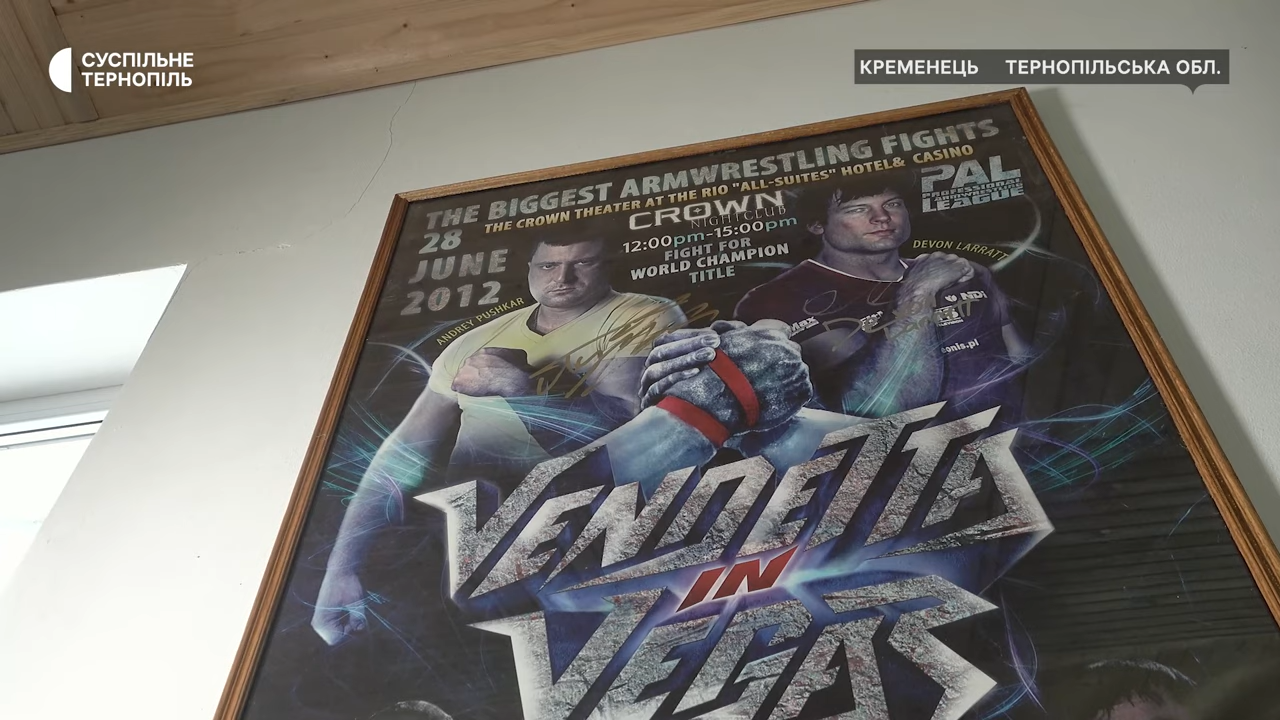 СУСПІЛЬНЕ
ТЕРНОПІЛЬ
КРЕМЕНЕЦЬ ТЕРНОПІЛЬСЬКА ОБЛ.
THE BIGGEST ARMWRESTLING FIGHTS
THE CROWN THEATER AT THE RIO "ALL-SUITES" HOTEL& CASINO
PAL
PROFESSIONAL
ARMWRESTLING
LEAGUE
CROWN
NIGHTCLUB
28
JUNE
2012
12:00pm-15:00pm
FIGHT FOR
WORLD CHAMPION
TITLE
ANDREY PUSHKAR
DEVON LARRATT
VENDETTA
IN
VEGAS